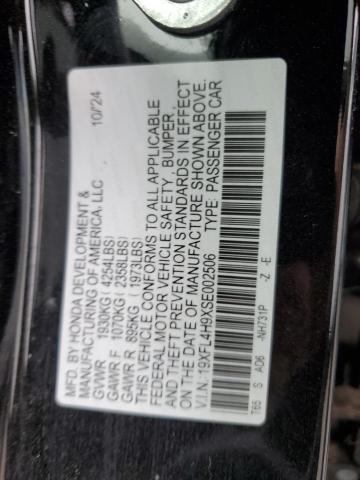 MFD. BY HONDA DEVELOPMENT &
MANUFACTURING OF AMERICA, LLC 10/24
GVWR 1930KG (4254LBS)
GAWR F 1070KG (2358LBS)
GAWR R 895KG (1973LBS)
THIS VEHICLE CONFORMS TO ALL APPLICABLE
FEDERAL MOTOR VEHICLE SAFETY, BUMPER,
AND THEFT PREVENTION STANDARDS IN EFFECT
ON THE DATE OF MANUFACTURE SHOWN ABOVE.
V.I.N.: 19XFL4H9XSE002506 TYPE: PASSENGER CAR
T65 S AD6 -NH731P -Z -E